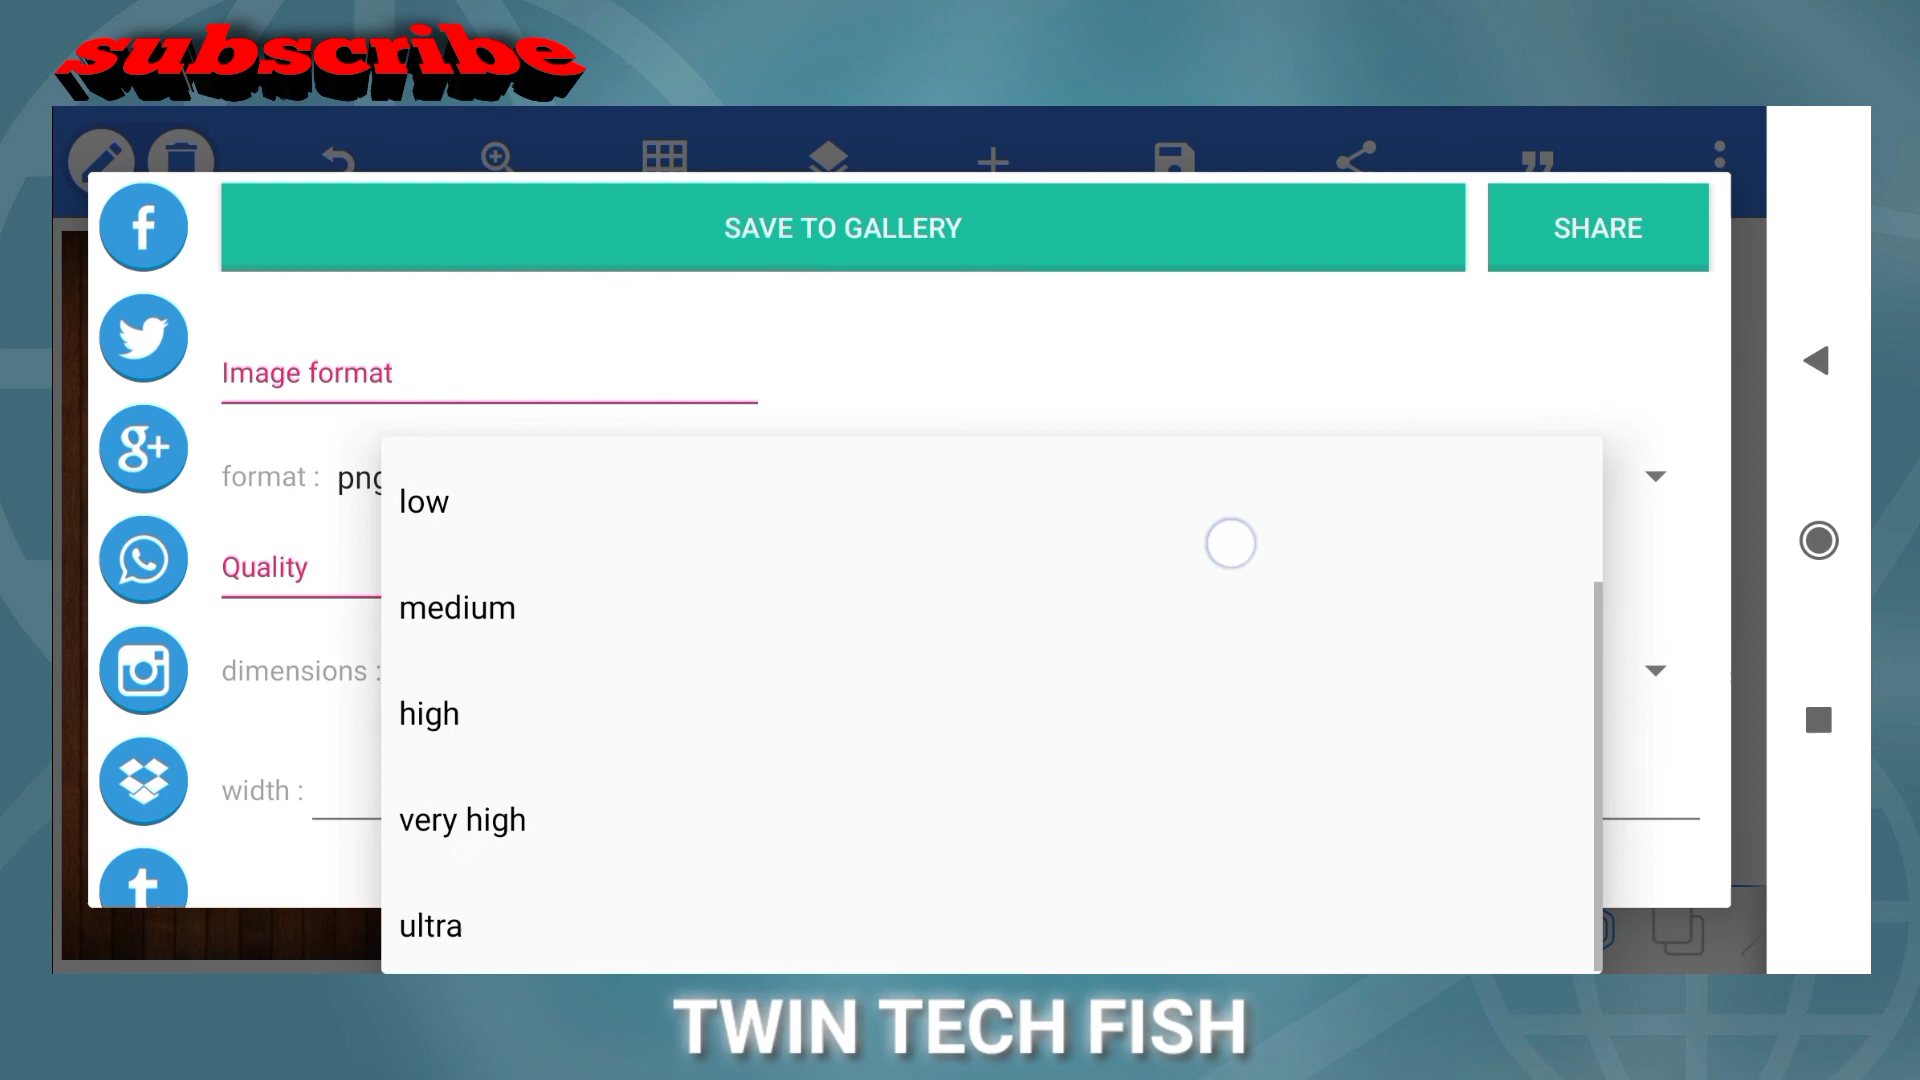 subscribe
SAVE TO GALLERY
SHARE
Image format
format : png
low
Quality
medium
dimensions :
high
width :
very high
ultra
TWIN TECH FISH